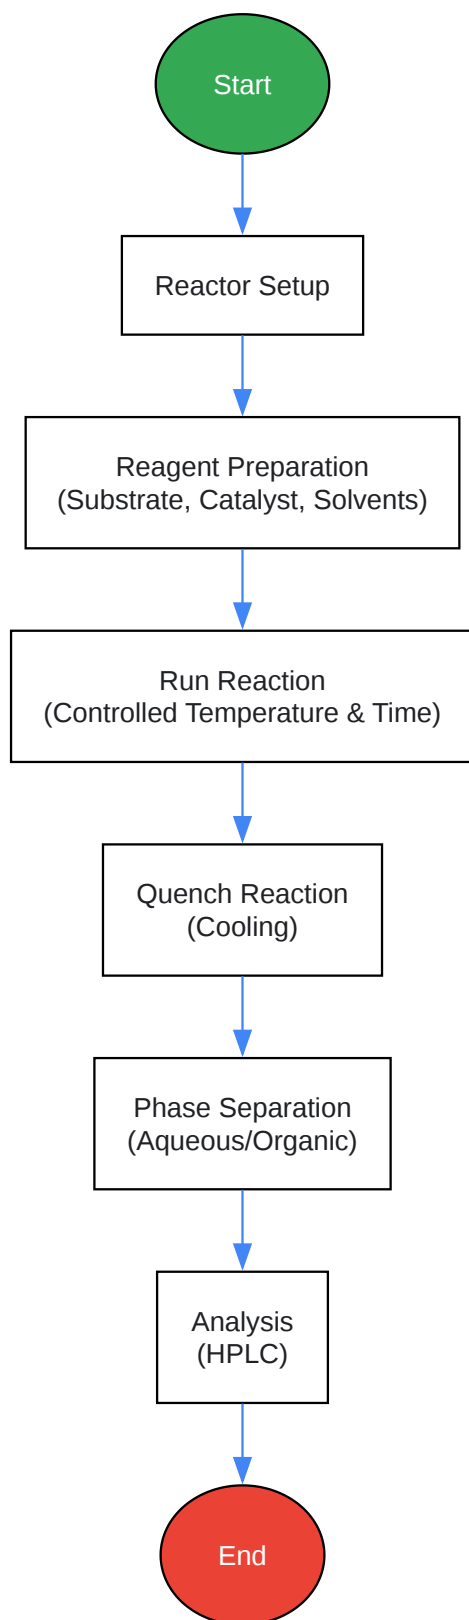 Start
Reactor Setup
Reagent Preparation
(Substrate, Catalyst, Solvents)
Run Reaction
(Controlled Temperature & Time)
Quench Reaction
(Cooling)
Phase Separation
(Aqueous/Organic)
Analysis
(HPLC)
End